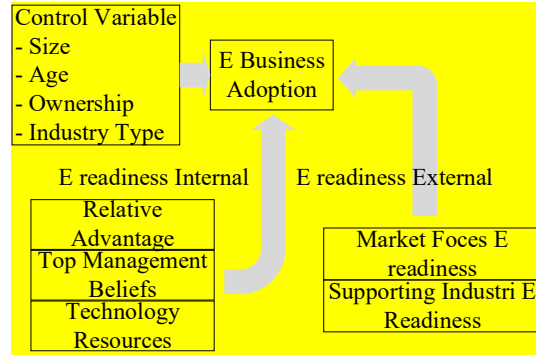 Control Variable
- Size
- Age
- Ownership
- Industry Type
E Business
Adoption
E readiness Internal
E readiness External
Relative
Advantage
Top Management
Beliefs
Technology
Resources
Market Foces E
readiness
Supporting Industri E
Readiness